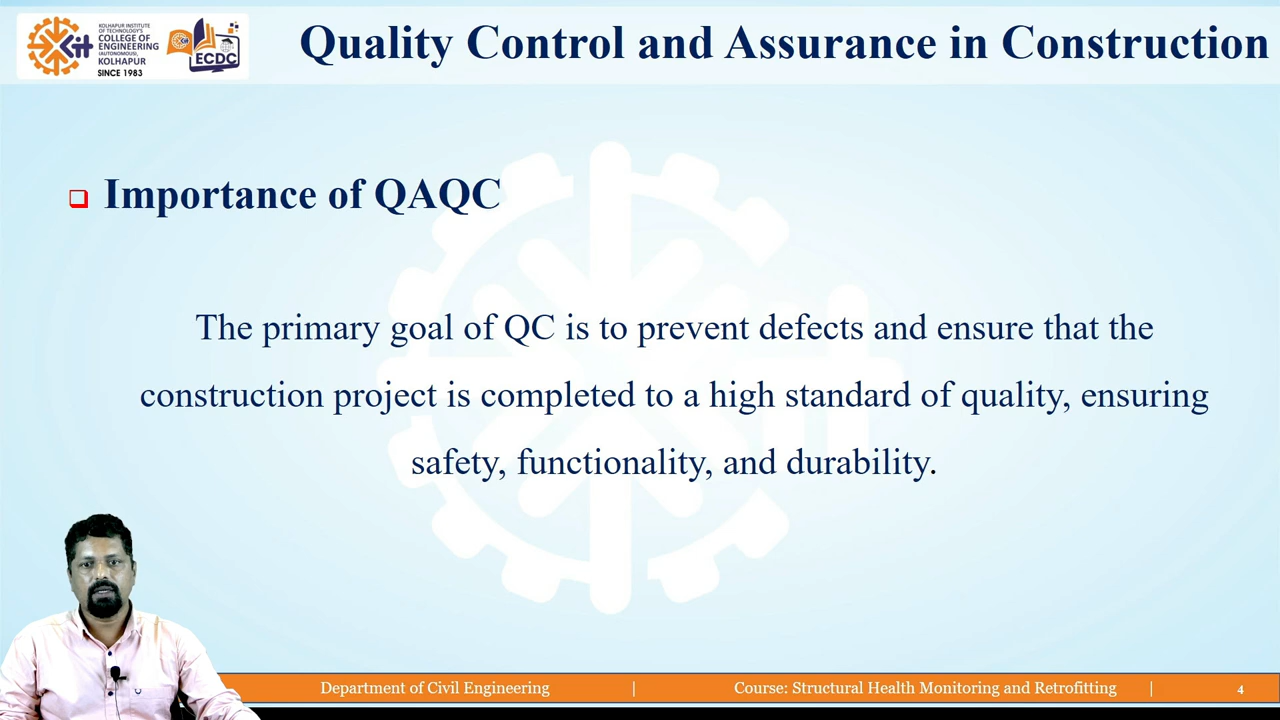 KOLHAPUR INSTITUTE
OF TECHNOLOGY'S
COLLEGE OF
ENGINEERING
(AUTONOMOUS),
KOLHAPUR
SINCE 1983
ECDC
Quality Control and Assurance in Construction
Importance of QAQC
The primary goal of QC is to prevent defects and ensure that the
construction project is completed to a high standard of quality, ensuring
safety, functionality, and durability.
Department of Civil Engineering | Course: Structural Health Monitoring and Retrofitting | 4